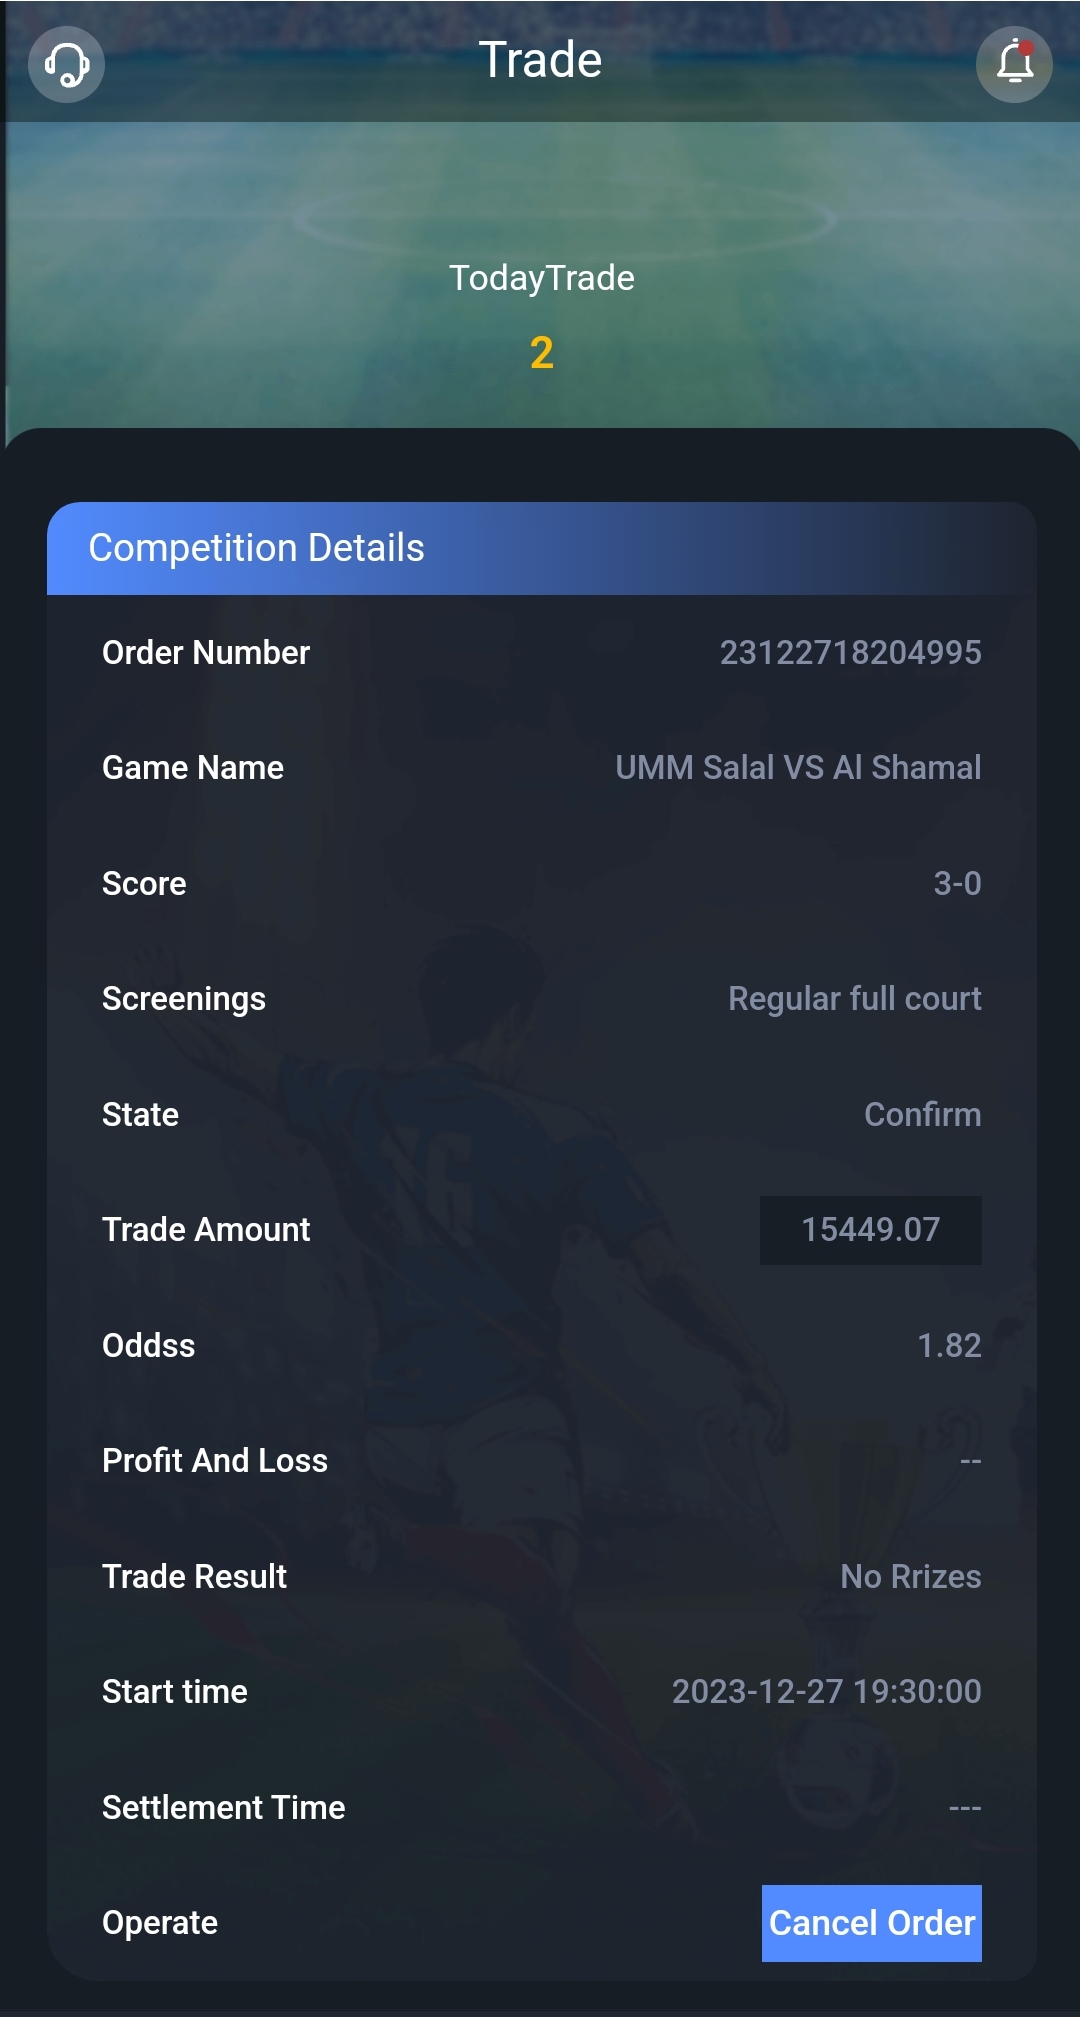 Trade
TodayTrade
2
Competition Details
Order Number 23122718204995
Game Name UMM Salal VS Al Shamal
Score 3-0
Screenings Regular full court
State Confirm
Trade Amount 15449.07
Oddss 1.82
Profit And Loss --
Trade Result No Rrizes
Start time 2023-12-27 19:30:00
Settlement Time ---
Operate Cancel Order